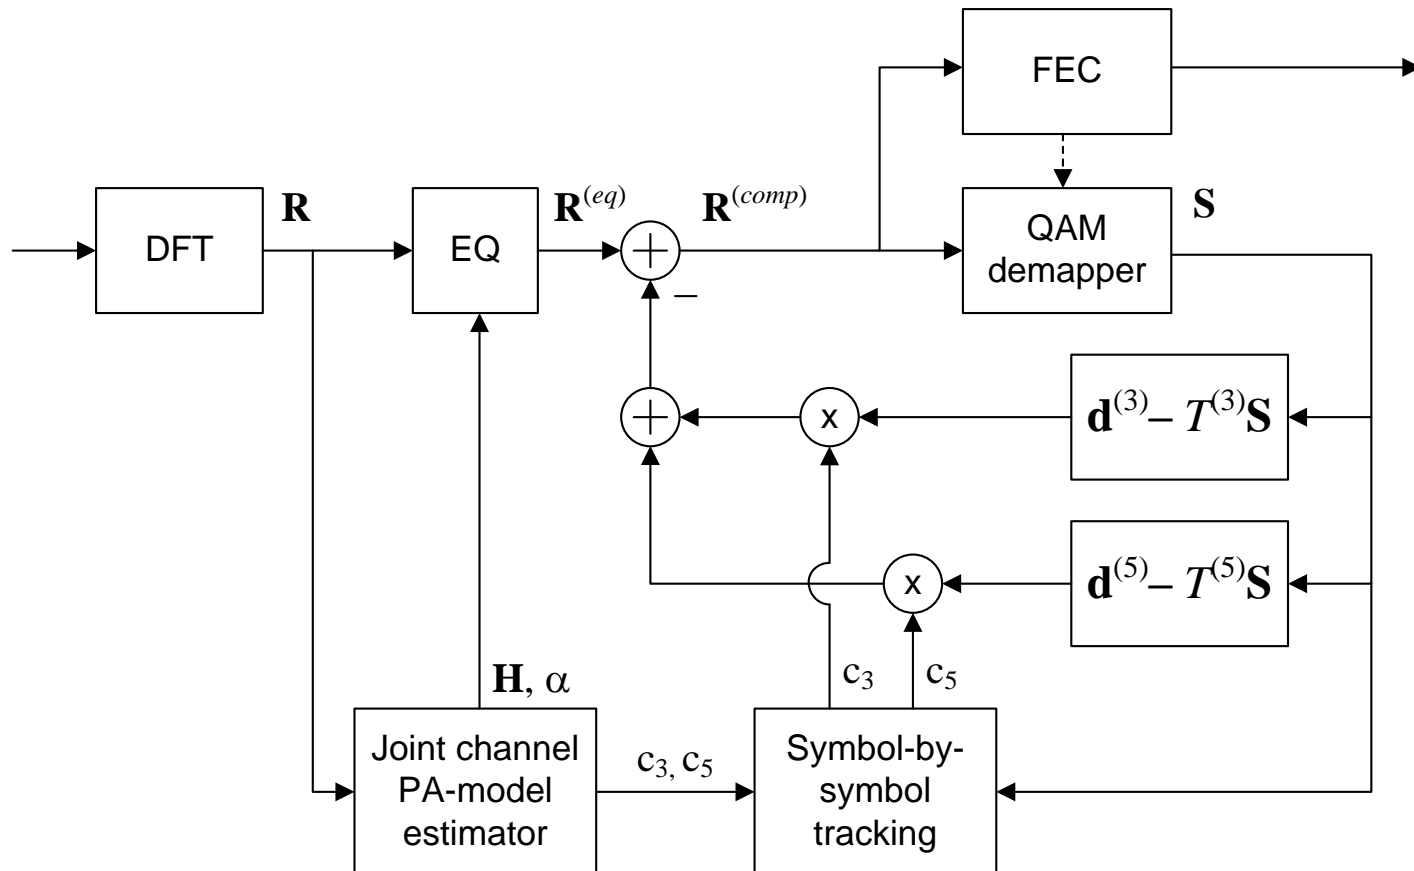 FEC
R
R(eq)
R(comp)
S
DFT
EQ
QAM
demapper
–
d(3)– T(3)S
x
d(5)– T(5)S
x
H, α
c3
c5
Joint channel
PA-model
estimator
c3, c5
Symbol-by-
symbol
tracking